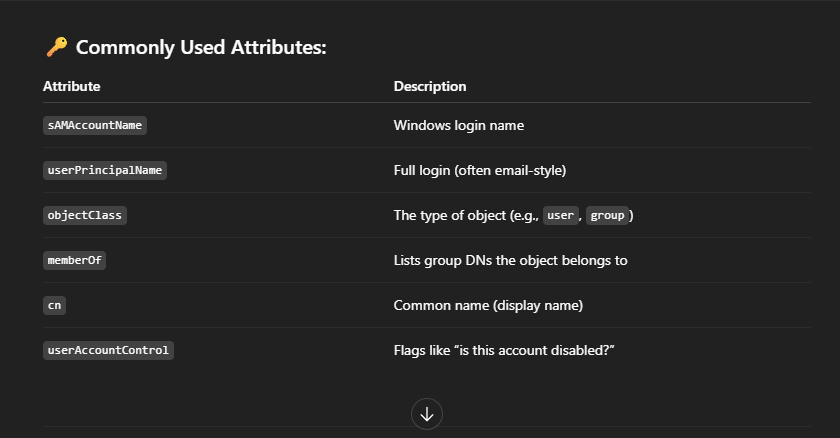 🔑 Commonly Used Attributes:
Attribute Description
sAMAccountName Windows login name
userPrincipalName Full login (often email-style)
objectClass The type of object (e.g., user, group)
memberOf Lists group DNs the object belongs to
cn Common name (display name)
userAccountControl Flags like “is this account disabled?”